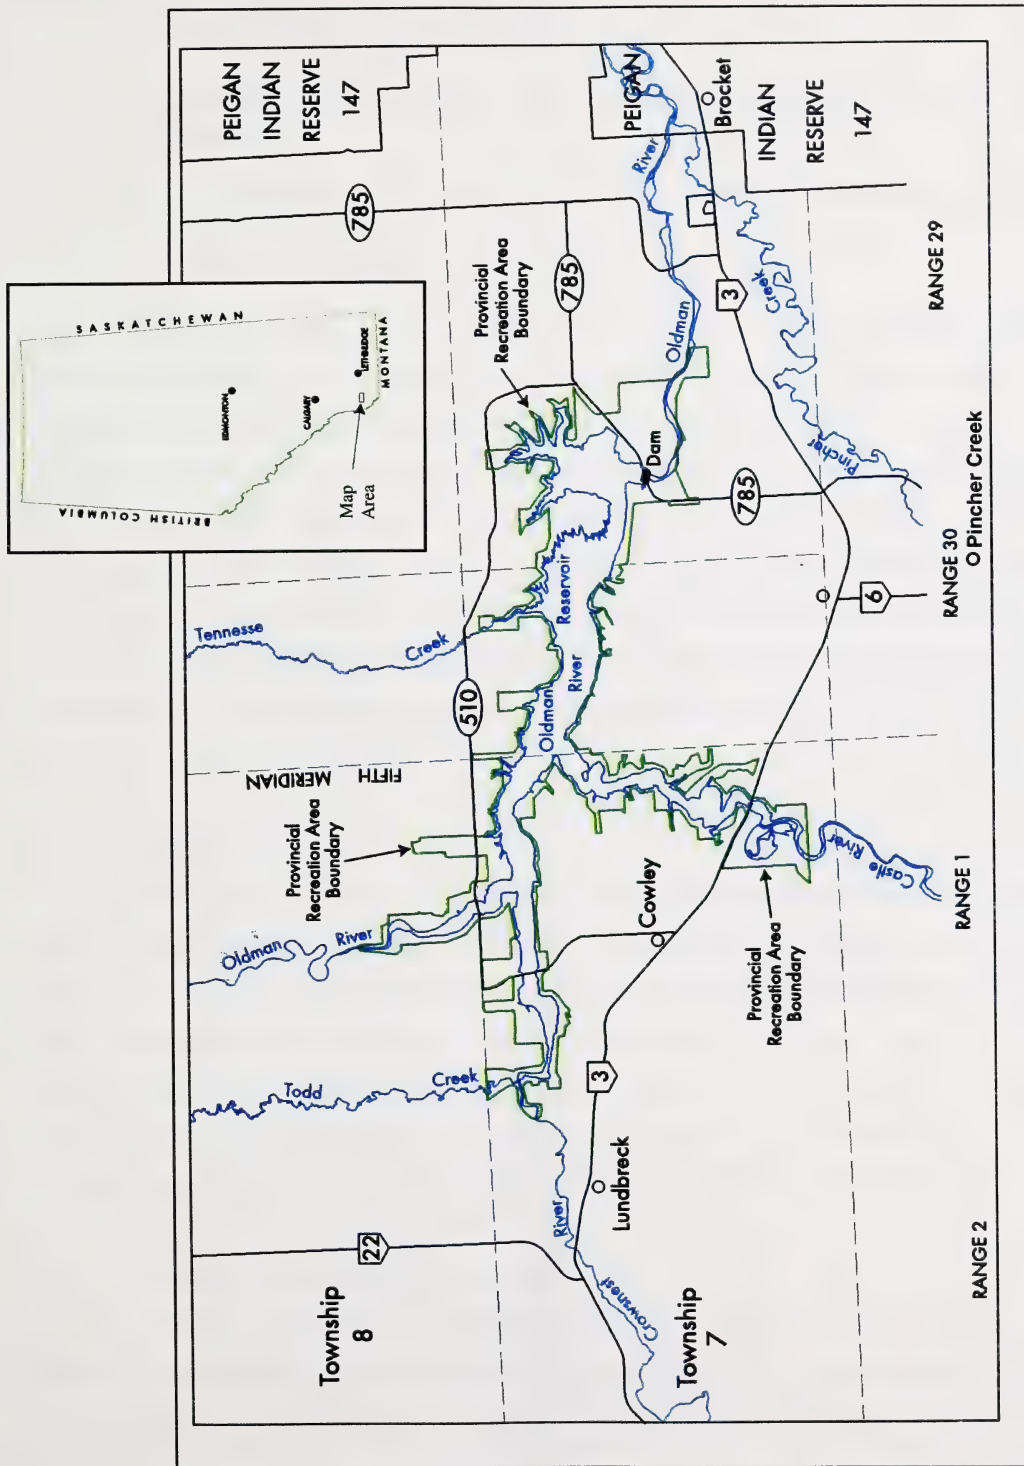 SASKATCHEWAN
BRITISH COLUMBIA
MONTANA
EDMONTON
CALGARY
LETHBRIDGE
Map
Area
PEIGAN
INDIAN
RESERVE
147
785
Tennesse
Creek
510
FIFTH
MERIDIAN
Provincial
Recreation Area
Boundary
Oldman
River
Todd
Creek
22
Township
8
Provincial
Recreation Area
Boundary
785
Reservoir
Oldman
River
Dam
Oldman
River
PEIGAN
Brocket
INDIAN
RESERVE
147
3
Creek
Pincher
785
6
Pincher Creek
Castle River
Cowley
Provincial
Recreation Area
Boundary
3
Lundbreck
River
Crowsnest
Township
7
RANGE 2
RANGE 1
RANGE 30
RANGE 29